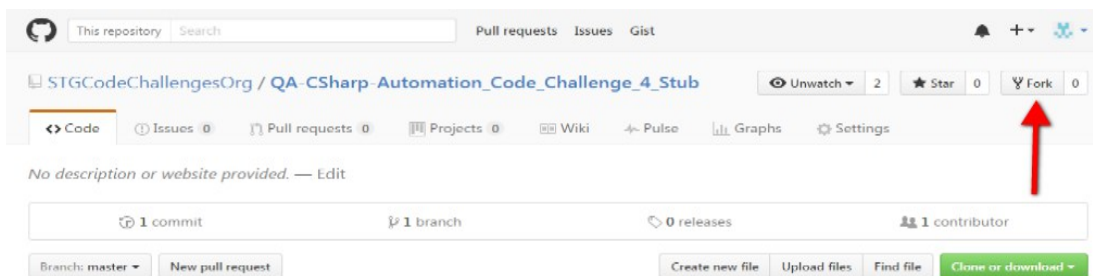 This repository Search Pull requests Issues Gist
STGCodeChallengesOrg / QA-CSharp-Automation_Code_Challenge_4_Stub Unwatch 2 Star 0 Fork 0
Code Issues 0 Pull requests 0 Projects 0 Wiki Pulse Graphs Settings
No description or website provided. — Edit
1 commit 1 branch 0 releases 1 contributor
Branch: master New pull request Create new file Upload files Find file Clone or download